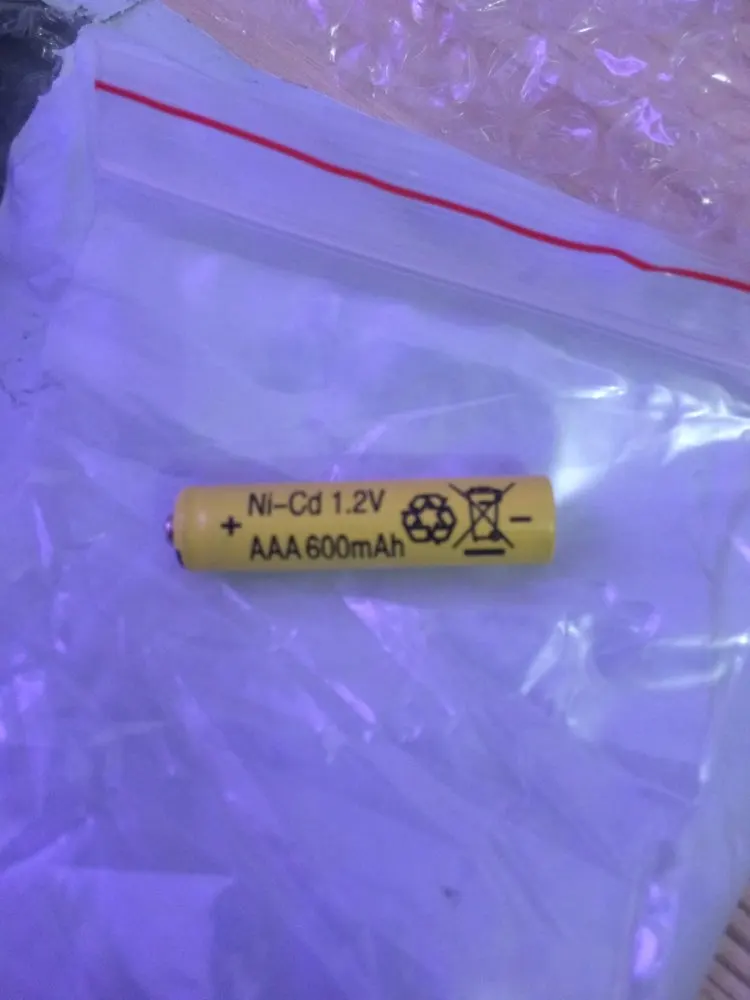 + Ni-Cd 1.2V -
AAA 600mAh